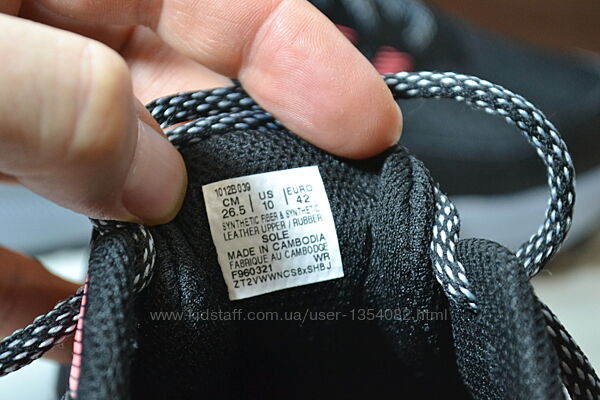 1012B039
CM US EURO
26.5 10 42
SYNTHETIC FIBER & SYNTHETIC
LEATHER UPPER / RUBBER
SOLE
MADE IN CAMBODIA
FABRIQUE AU CAMBODGE
F960321 WR
ZT2VWWNCS8xSHBJ
www.kidstaff.com.ua/user-1354082.html